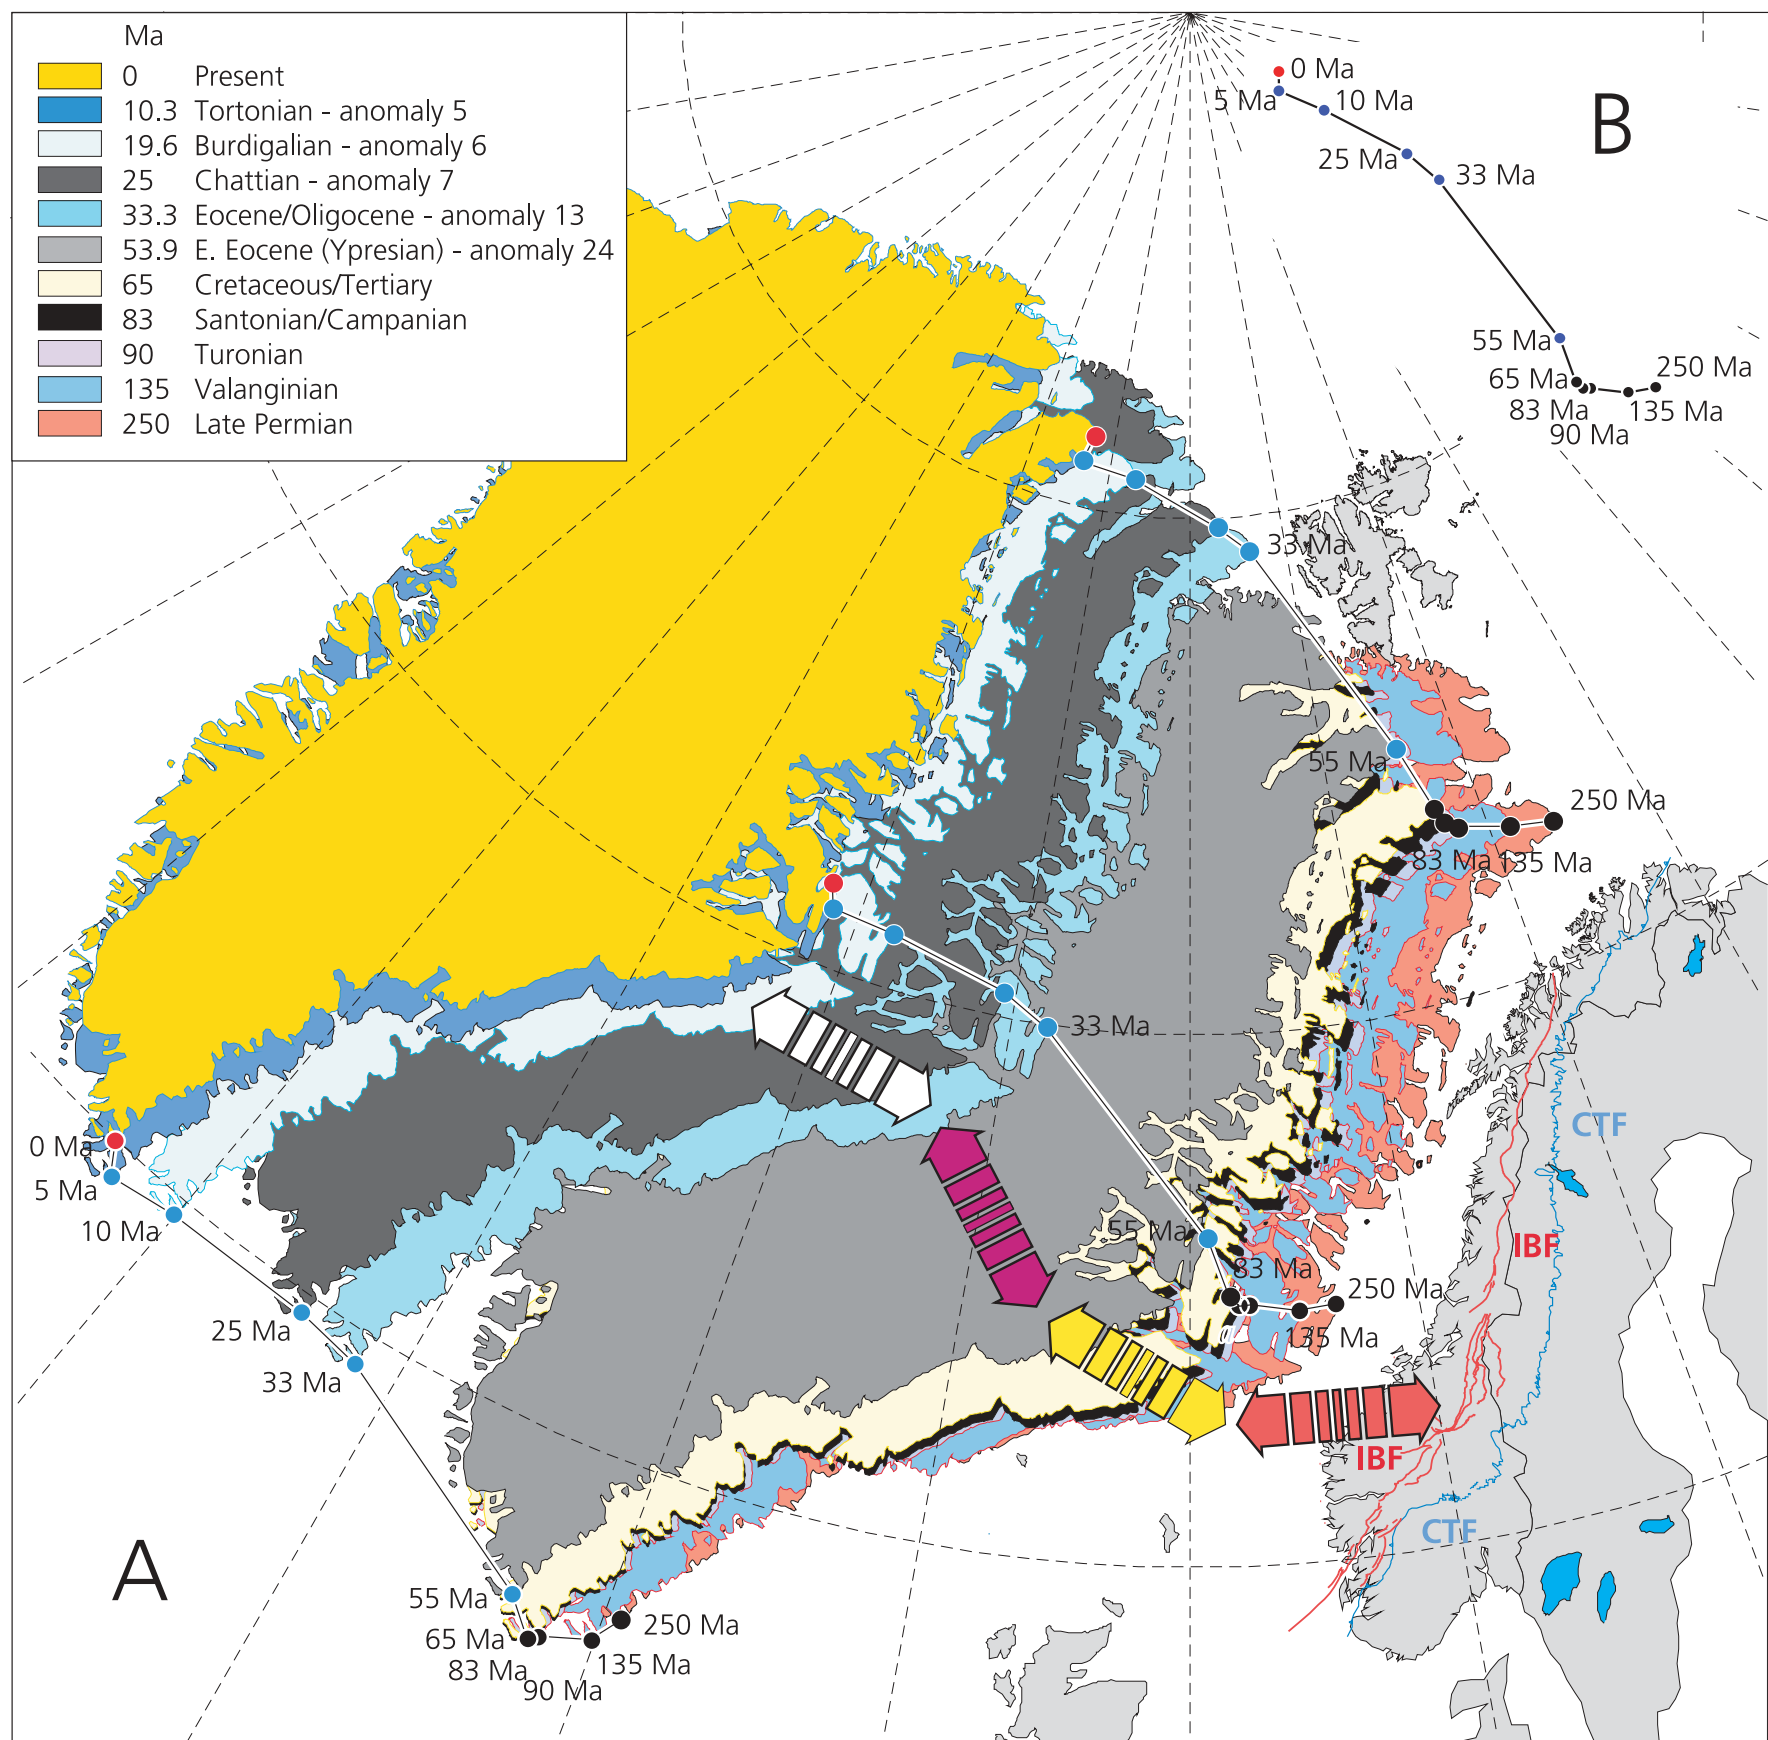 Ma
0 Present
10.3 Tortonian - anomaly 5
19.6 Burdigalian - anomaly 6
25 Chattian - anomaly 7
33.3 Eocene/Oligocene - anomaly 13
53.9 E. Eocene (Ypresian) - anomaly 24
65 Cretaceous/Tertiary
83 Santonian/Campanian
90 Turonian
135 Valanginian
250 Late Permian
0 Ma
5 Ma
10 Ma
25 Ma
33 Ma
55 Ma
65 Ma
250 Ma
83 Ma
135 Ma
90 Ma
B
33 Ma
55 Ma
250 Ma
83 Ma
135 Ma
33 Ma
55 Ma
83 Ma
250 Ma
135 Ma
0 Ma
5 Ma
10 Ma
25 Ma
33 Ma
55 Ma
65 Ma
83 Ma
90 Ma
135 Ma
250 Ma
CTF
IBF
IBF
CTF
A